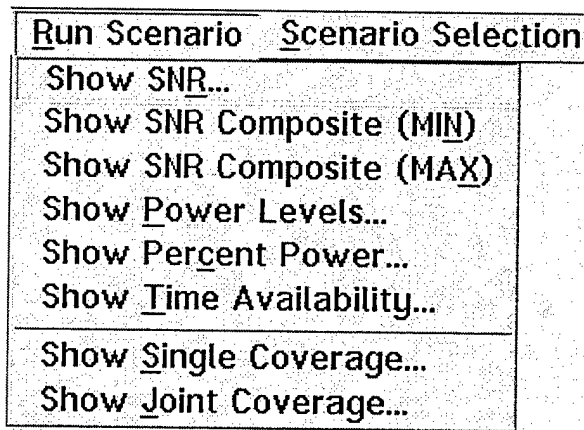 Run Scenario Scenario Selection
Show SNR...
Show SNR Composite (MIN)
Show SNR Composite (MAX)
Show Power Levels...
Show Percent Power...
Show Time Availability...
Show Single Coverage...
Show Joint Coverage...